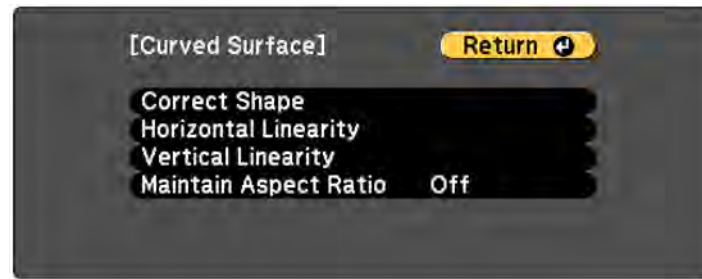 [Curved Surface] Return
Correct Shape
Horizontal Linearity
Vertical Linearity
Maintain Aspect Ratio Off